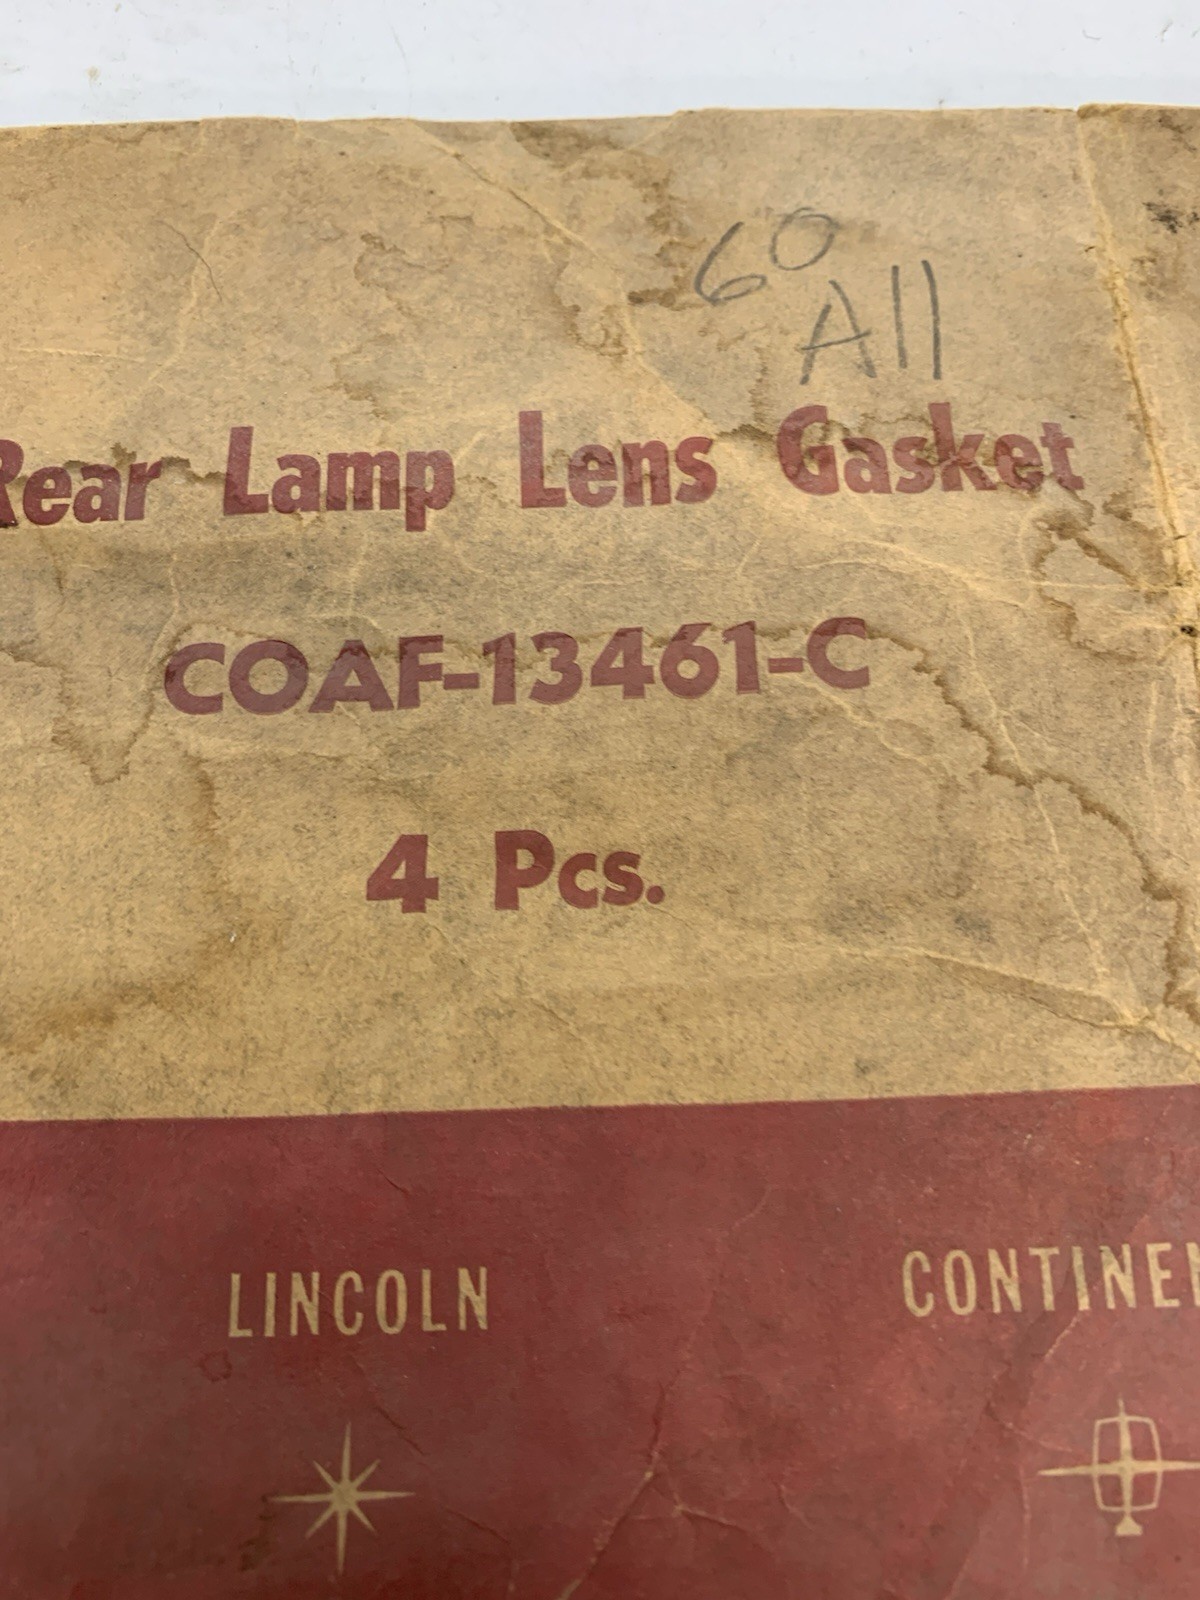 60
All
Rear Lamp Lens Gasket
COAF-13461-C
4 Pcs.
LINCOLN CONTINEN